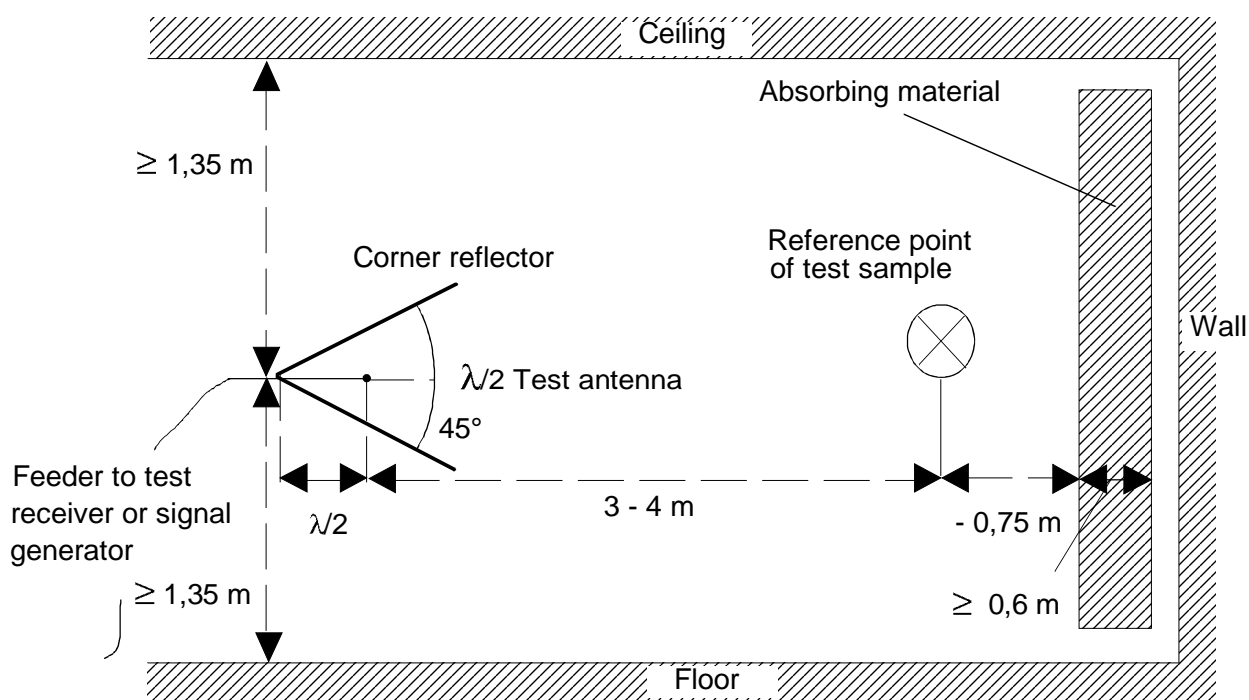 Ceiling
Absorbing material
≥ 1,35 m
Reference point
of test sample
Corner reflector
Wall
λ/2 Test antenna
45°
Feeder to test
receiver or signal
generator
λ/2
3 - 4 m
- 0,75 m
≥ 1,35 m
≥ 0,6 m
Floor